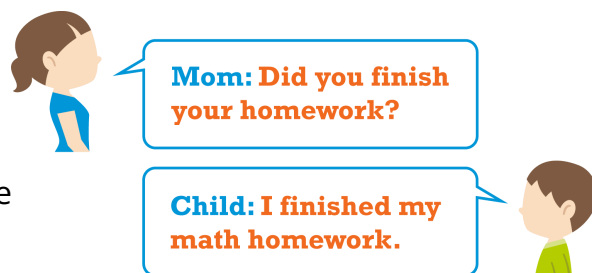 Mom: Did you finish
your homework?
e
Child: I finished my
math homework.